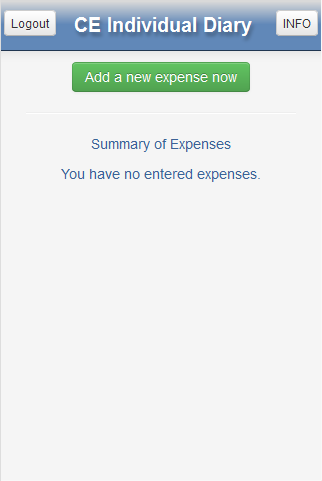 Logout CE Individual Diary INFO
Add a new expense now
Summary of Expenses
You have no entered expenses.